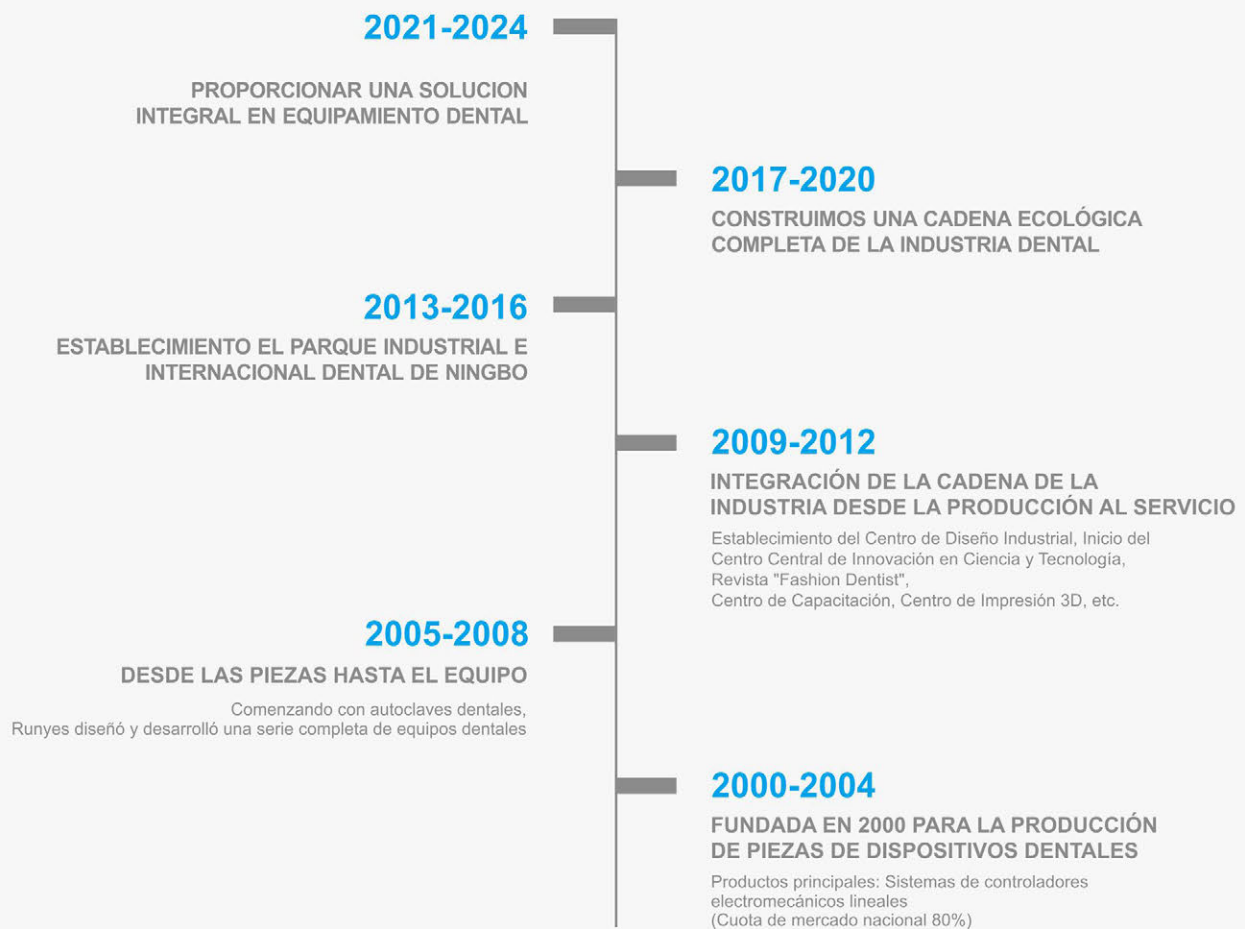 2021-2024
PROPORCIONAR UNA SOLUCION
INTEGRAL EN EQUIPAMIENTO DENTAL
2017-2020
CONSTRUIMOS UNA CADENA ECOLÓGICA
COMPLETA DE LA INDUSTRIA DENTAL
2013-2016
ESTABLECIMIENTO EL PARQUE INDUSTRIAL E
INTERNACIONAL DENTAL DE NINGBO
2009-2012
INTEGRACIÓN DE LA CADENA DE LA
INDUSTRIA DESDE LA PRODUCCIÓN AL SERVICIO
Establecimiento del Centro de Diseño Industrial, Inicio del
Centro Central de Innovación en Ciencia y Tecnología,
Revista "Fashion Dentist",
Centro de Capacitación, Centro de Impresión 3D, etc.
2005-2008
DESDE LAS PIEZAS HASTA EL EQUIPO
Comenzando con autoclaves dentales,
Runyes diseñó y desarrolló una serie completa de equipos dentales
2000-2004
FUNDADA EN 2000 PARA LA PRODUCCIÓN
DE PIEZAS DE DISPOSITIVOS DENTALES
Productos principales: Sistemas de controladores
electromecánicos lineales
(Cuota de mercado nacional 80%)